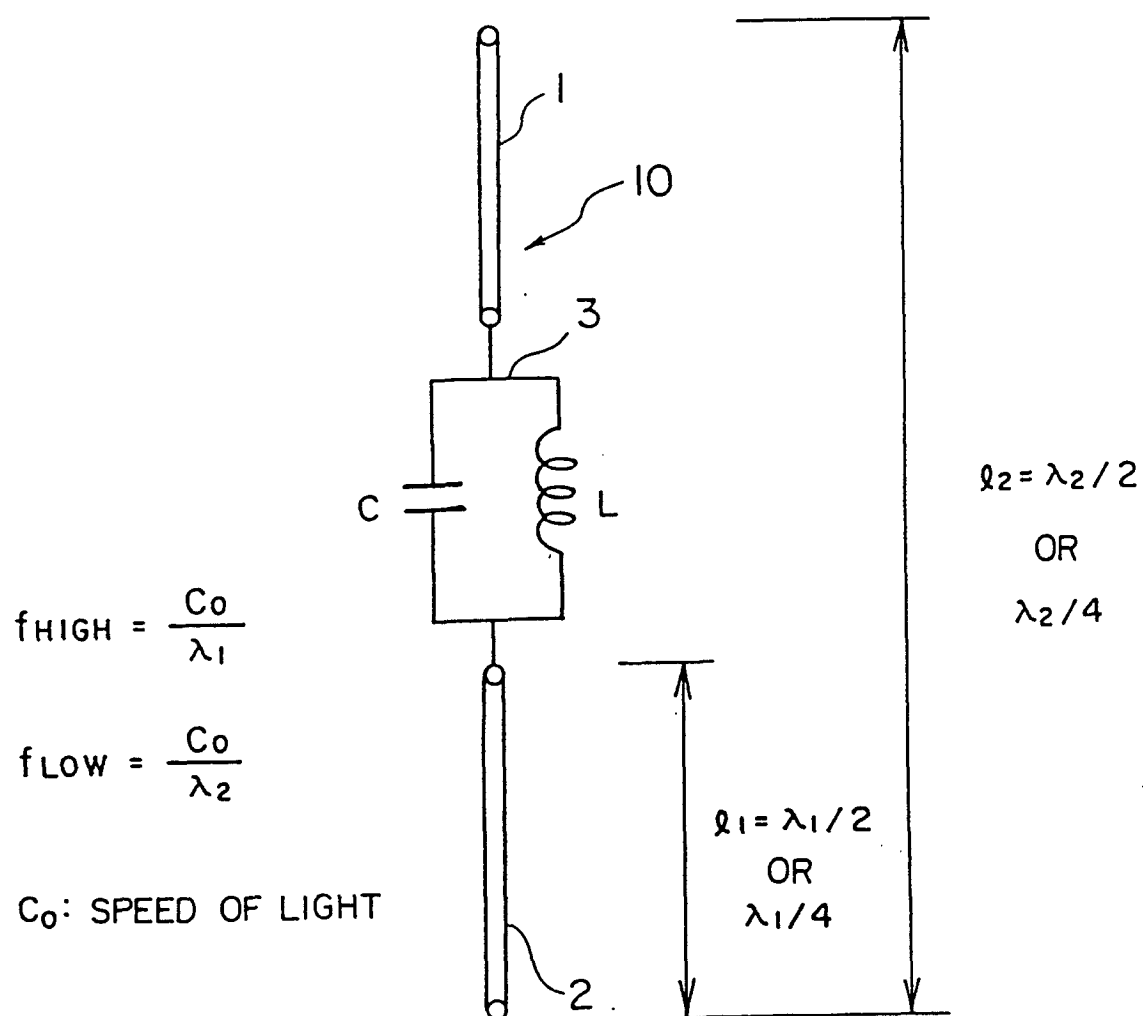 1
10
3
C
L
ℓ2 = λ2/2
OR
λ2/4
fHIGH = Co/λ1
fLOW = Co/λ2
ℓ1 = λ1/2
OR
λ1/4
Co: SPEED OF LIGHT
2